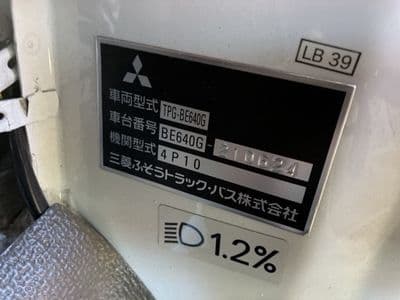 LB 39
車両型式 TPG-BE640G
車台番号 BE640G-210624
機関型式 4P10
三菱ふそうトラック・バス株式会社
1.2%